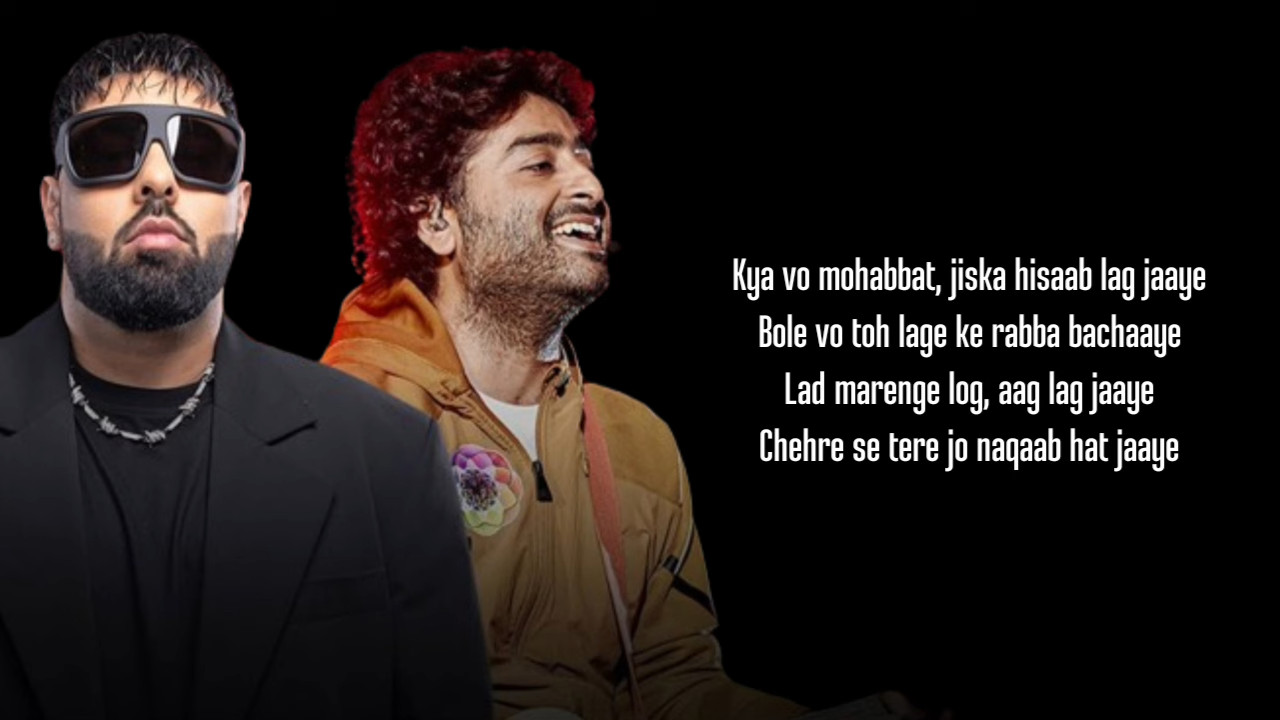 Kya vo mohabbat, jiska hisaab lag jaaye
Bole vo toh lage ke rabba bachaaye
Lad marenge log, aag lag jaaye
Chehre se tere jo naqaab hat jaaye